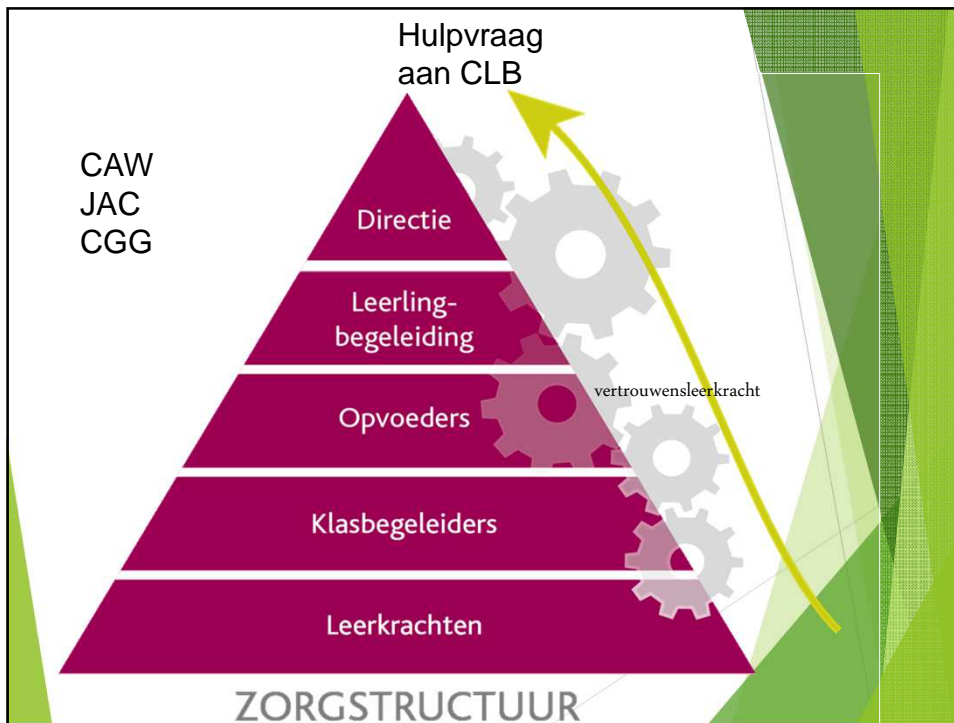 Hulpvraag
aan CLB
CAW
JAC
CGG
Directie
Leerling-
begeleiding
vertrouwensleerkracht
Opvoeders
Klasbegeleiders
Leerkrachten
ZORGSTRUCTUUR